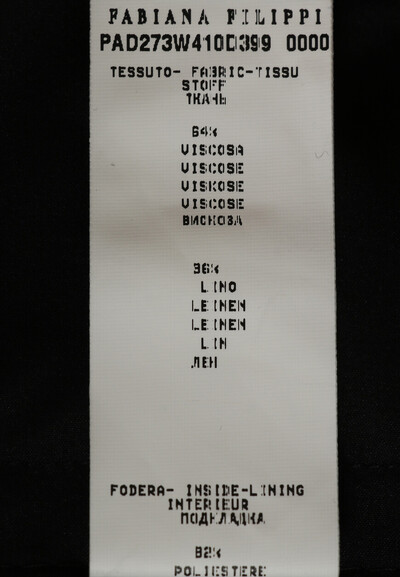 FABIANA FILIPPI
PAD273W410D399 0000
TESSUTO- FABRIC-TISSU
STOFF
ТКАНЬ
64%
VISCOSA
VISCOSE
VISKOSE
VISCOSE
ВИСКОЗА
36%
LINO
LEINEN
LEINEN
LIN
ЛЕН
FODERA- INSIDE-LINING
INTERIEUR
ПОДКЛАДКА
82%
POLIESTERE